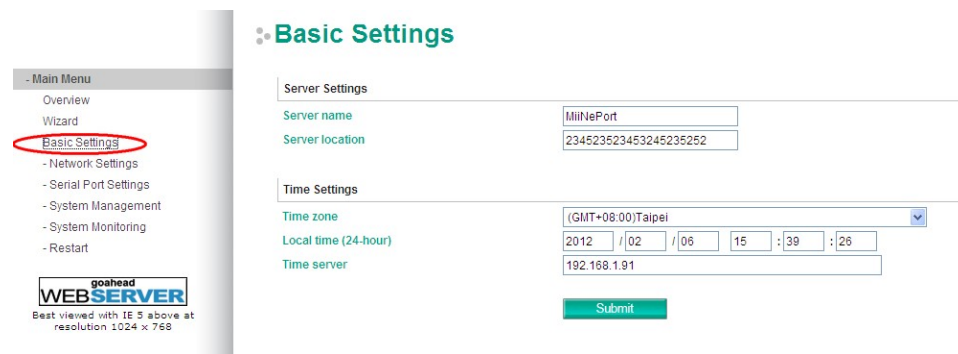 Basic Settings
- Main Menu
Overview
Wizard
Basic Settings
- Network Settings
- Serial Port Settings
- System Management
- System Monitoring
- Restart
goahead
WEBSERVER
Best viewed with IE 5 above at
resolution 1024 x 768
Server Settings
Server name MiiNePort
Server location 234523523453245235252
Time Settings
Time zone (GMT+08:00)Taipei
Local time (24-hour) 2012 / 02 / 06 15 : 39 : 26
Time server 192.168.1.91
Submit